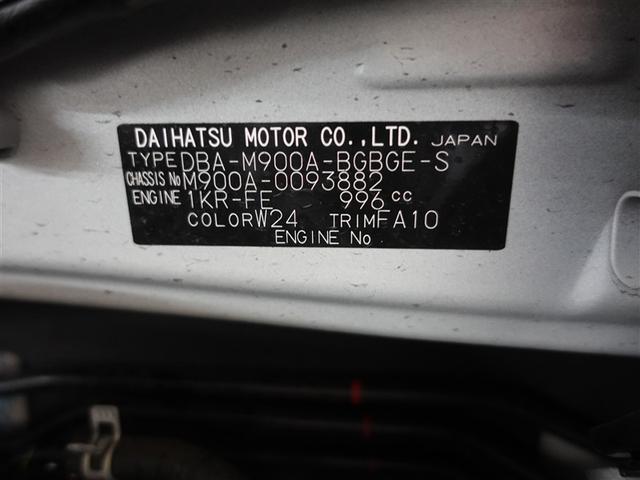 DAIHATSU MOTOR CO.,LTD. JAPAN
TYPE DBA-M900A-BGBGE-S
CHASSIS No M900A-0093882
ENGINE 1KR-FE 996 cc
COLOR W24 TRIM FA10
ENGINE No